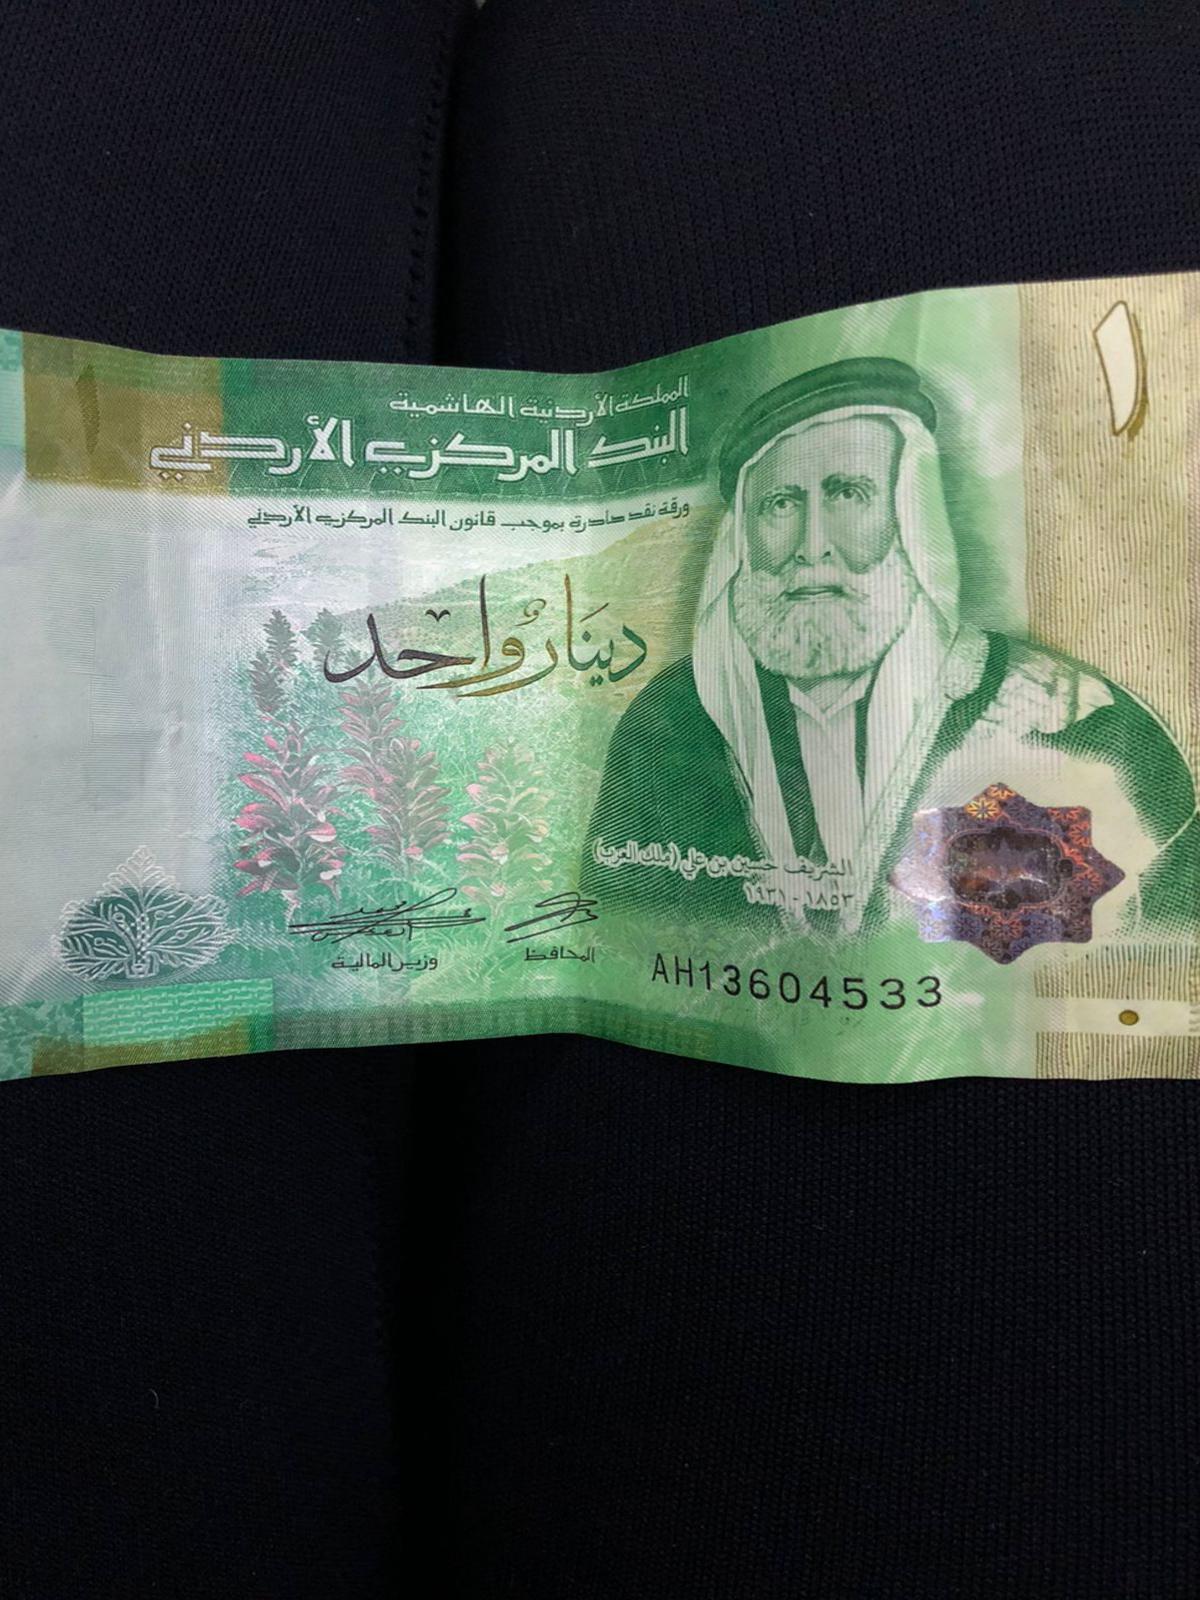 ١
المملكة الأردنية الهاشمية
البنك المركزي الأردني
ورقة نقد صادرة بموجب قانون البنك المركزي الأردني
دينار واحد
الشريف حسين بن علي (ملك العرب)
١٨٥٣ - ١٩٣١
المحافظ
وزير المالية
AH13604533
١